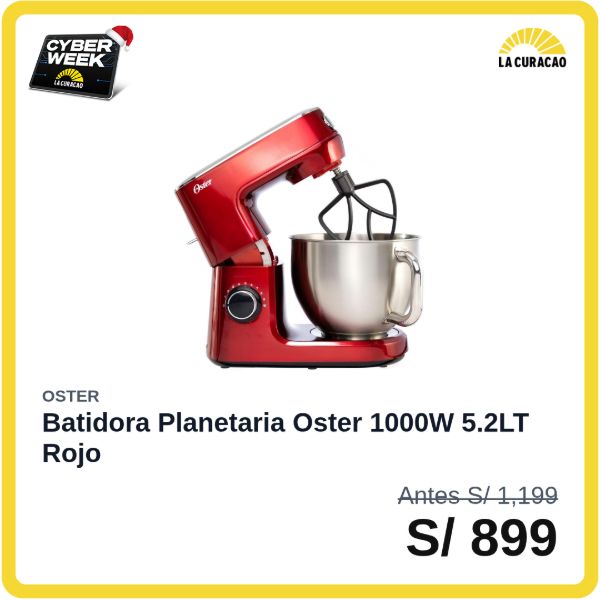 CYBER
WEEK
LA CURACAO
LA CURACAO
Oster
OSTER
Batidora Planetaria Oster 1000W 5.2LT
Rojo
Antes S/ 1,199
S/ 899